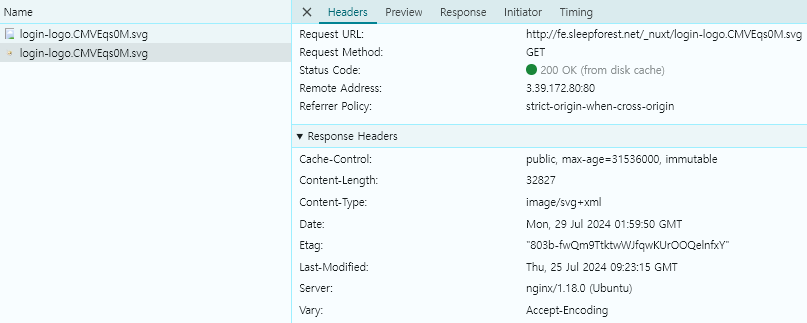 Name
login-logo.CMVEqs0M.svg
login-logo.CMVEqs0M.svg
Headers Preview Response Initiator Timing
Request URL: http://fe.sleepforest.net/_nuxt/login-logo.CMVEqs0M.svg
Request Method: GET
Status Code: 200 OK (from disk cache)
Remote Address: 3.39.172.80:80
Referrer Policy: strict-origin-when-cross-origin
Response Headers
Cache-Control: public, max-age=31536000, immutable
Content-Length: 32827
Content-Type: image/svg+xml
Date: Mon, 29 Jul 2024 01:59:50 GMT
Etag: "803b-fwQm9TtktwWJfqwKUrOOQelnfxY"
Last-Modified: Thu, 25 Jul 2024 09:23:15 GMT
Server: nginx/1.18.0 (Ubuntu)
Vary: Accept-Encoding